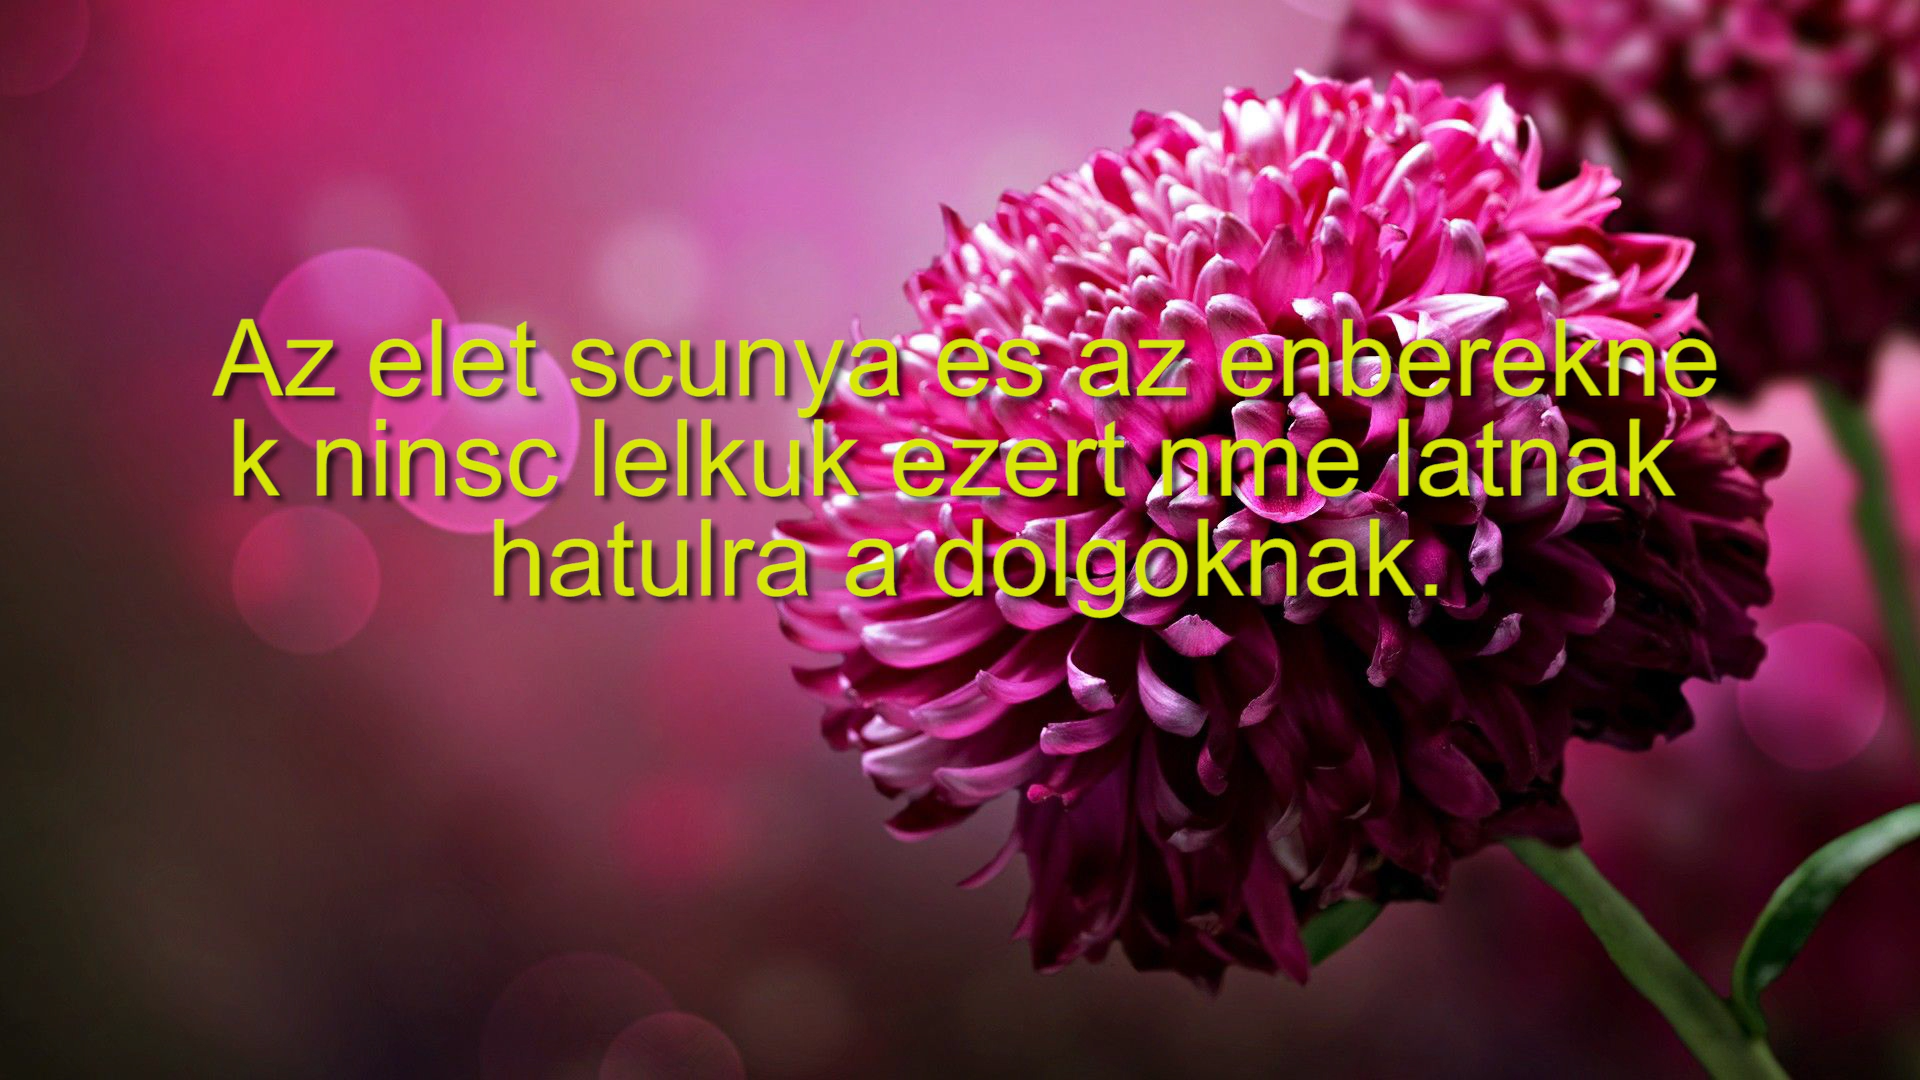 Az elet scunya es az enberekne
k ninsc lelkuk ezert nme latnak
hatulra a dolgoknak.